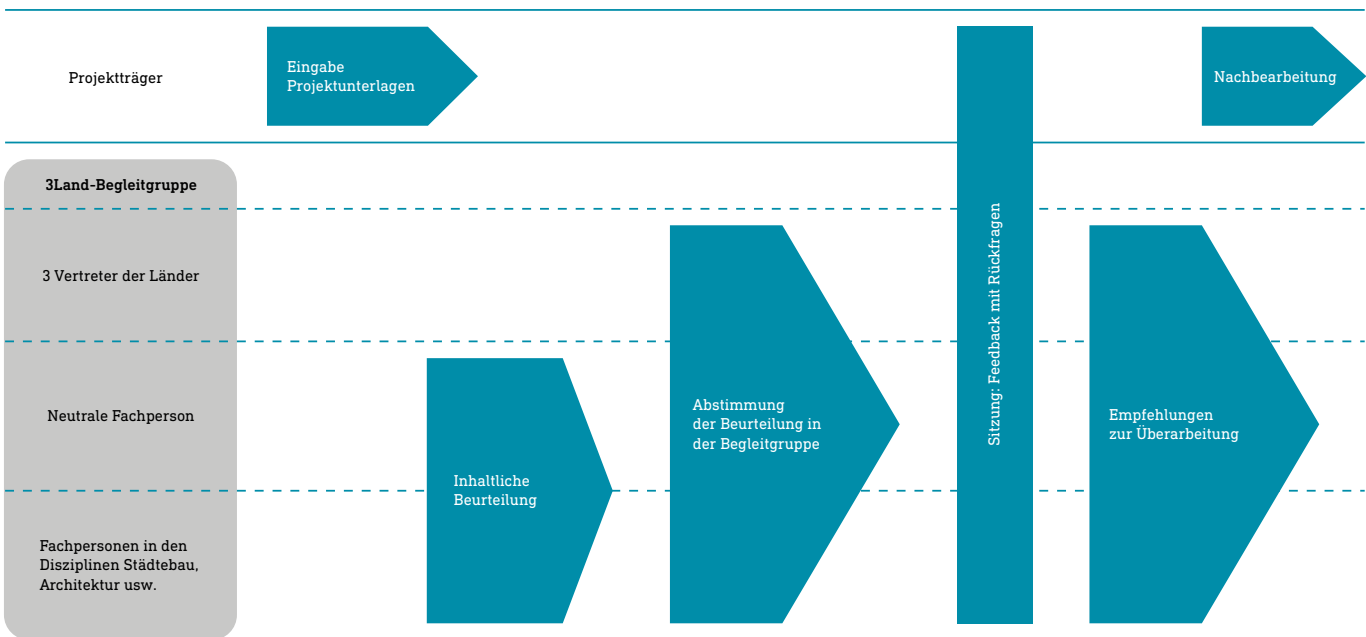 Projektträger
Eingabe
Projektunterlagen
Nachbearbeitung
3Land-Begleitgruppe
3 Vertreter der Länder
Neutrale Fachperson
Fachpersonen in den
Disziplinen Städtebau,
Architektur usw.
Inhaltliche
Beurteilung
Abstimmung
der Beurteilung in
der Begleitgruppe
Sitzung: Feedback mit Rückfragen
Empfehlungen
zur Überarbeitung